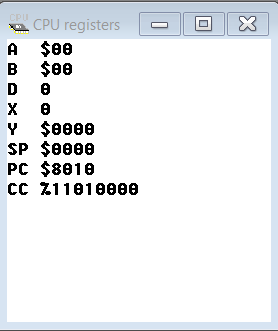 CPU registers
A $00
B $00
D 0
X 0
Y $0000
SP $0000
PC $8010
CC %11010000